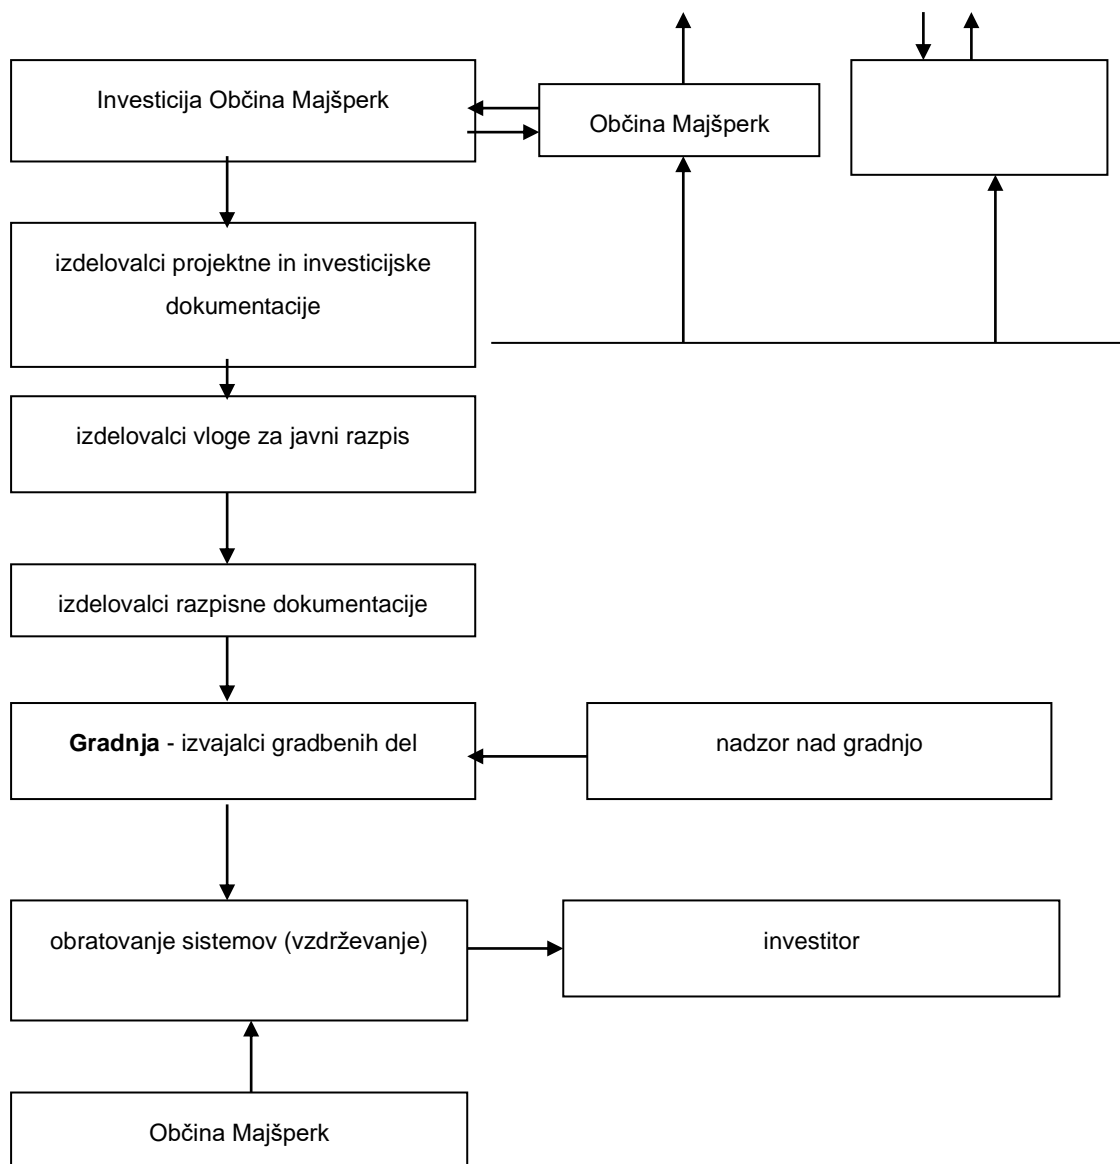 Investicija Občina Majšperk
Občina Majšperk
izdelovalci projektne in investicijske
dokumentacije
izdelovalci vloge za javni razpis
izdelovalci razpisne dokumentacije
Gradnja - izvajalci gradbenih del
nadzor nad gradnjo
obratovanje sistemov (vzdrževanje)
investitor
Občina Majšperk